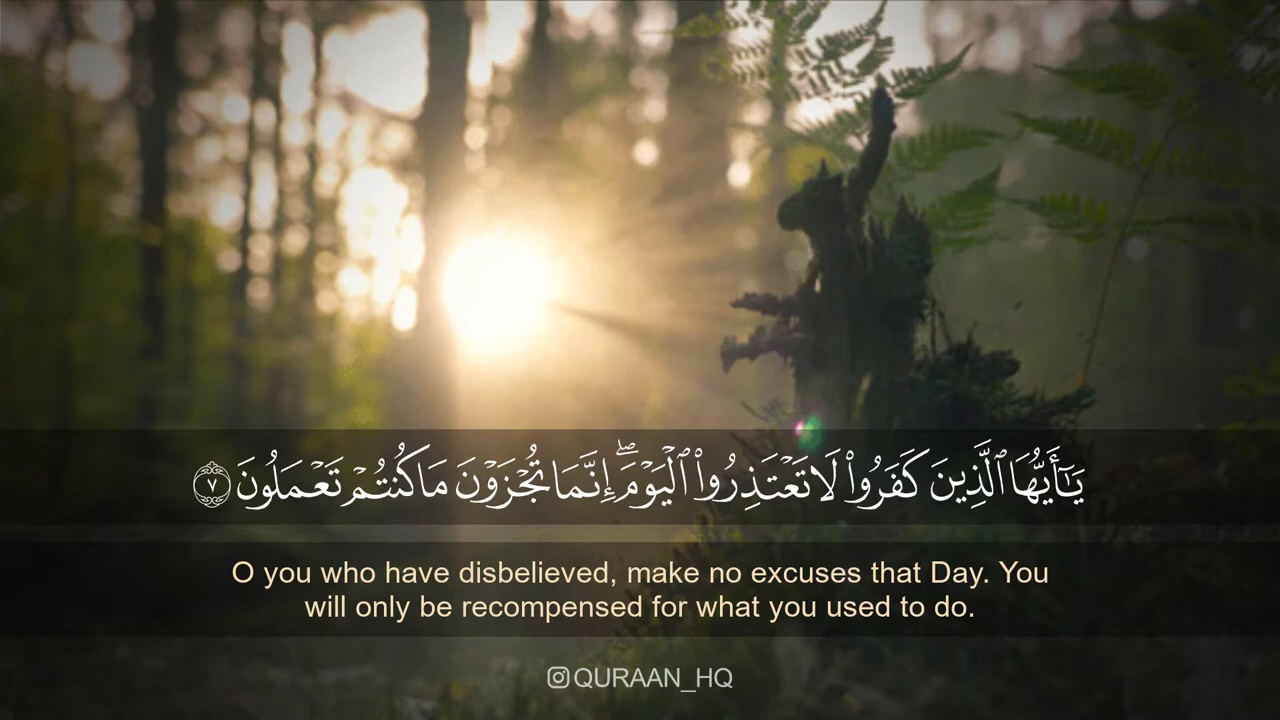 يَـٰٓأَيُّهَا ٱلَّذِينَ كَفَرُوا۟ لَا تَعْتَذِرُوا۟ ٱلْيَوْمَ ۖ إِنَّمَا تُجْزَوْنَ مَا كُنتُمْ تَعْمَلُونَ ٧
O you who have disbelieved, make no excuses that Day. You
will only be recompensed for what you used to do.
QURAAN_HQ